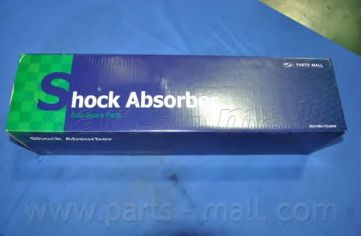 PARTS MALL
Shock Absorber
Auto Spare Parts
Shock Absorber
www.parts-mall.com